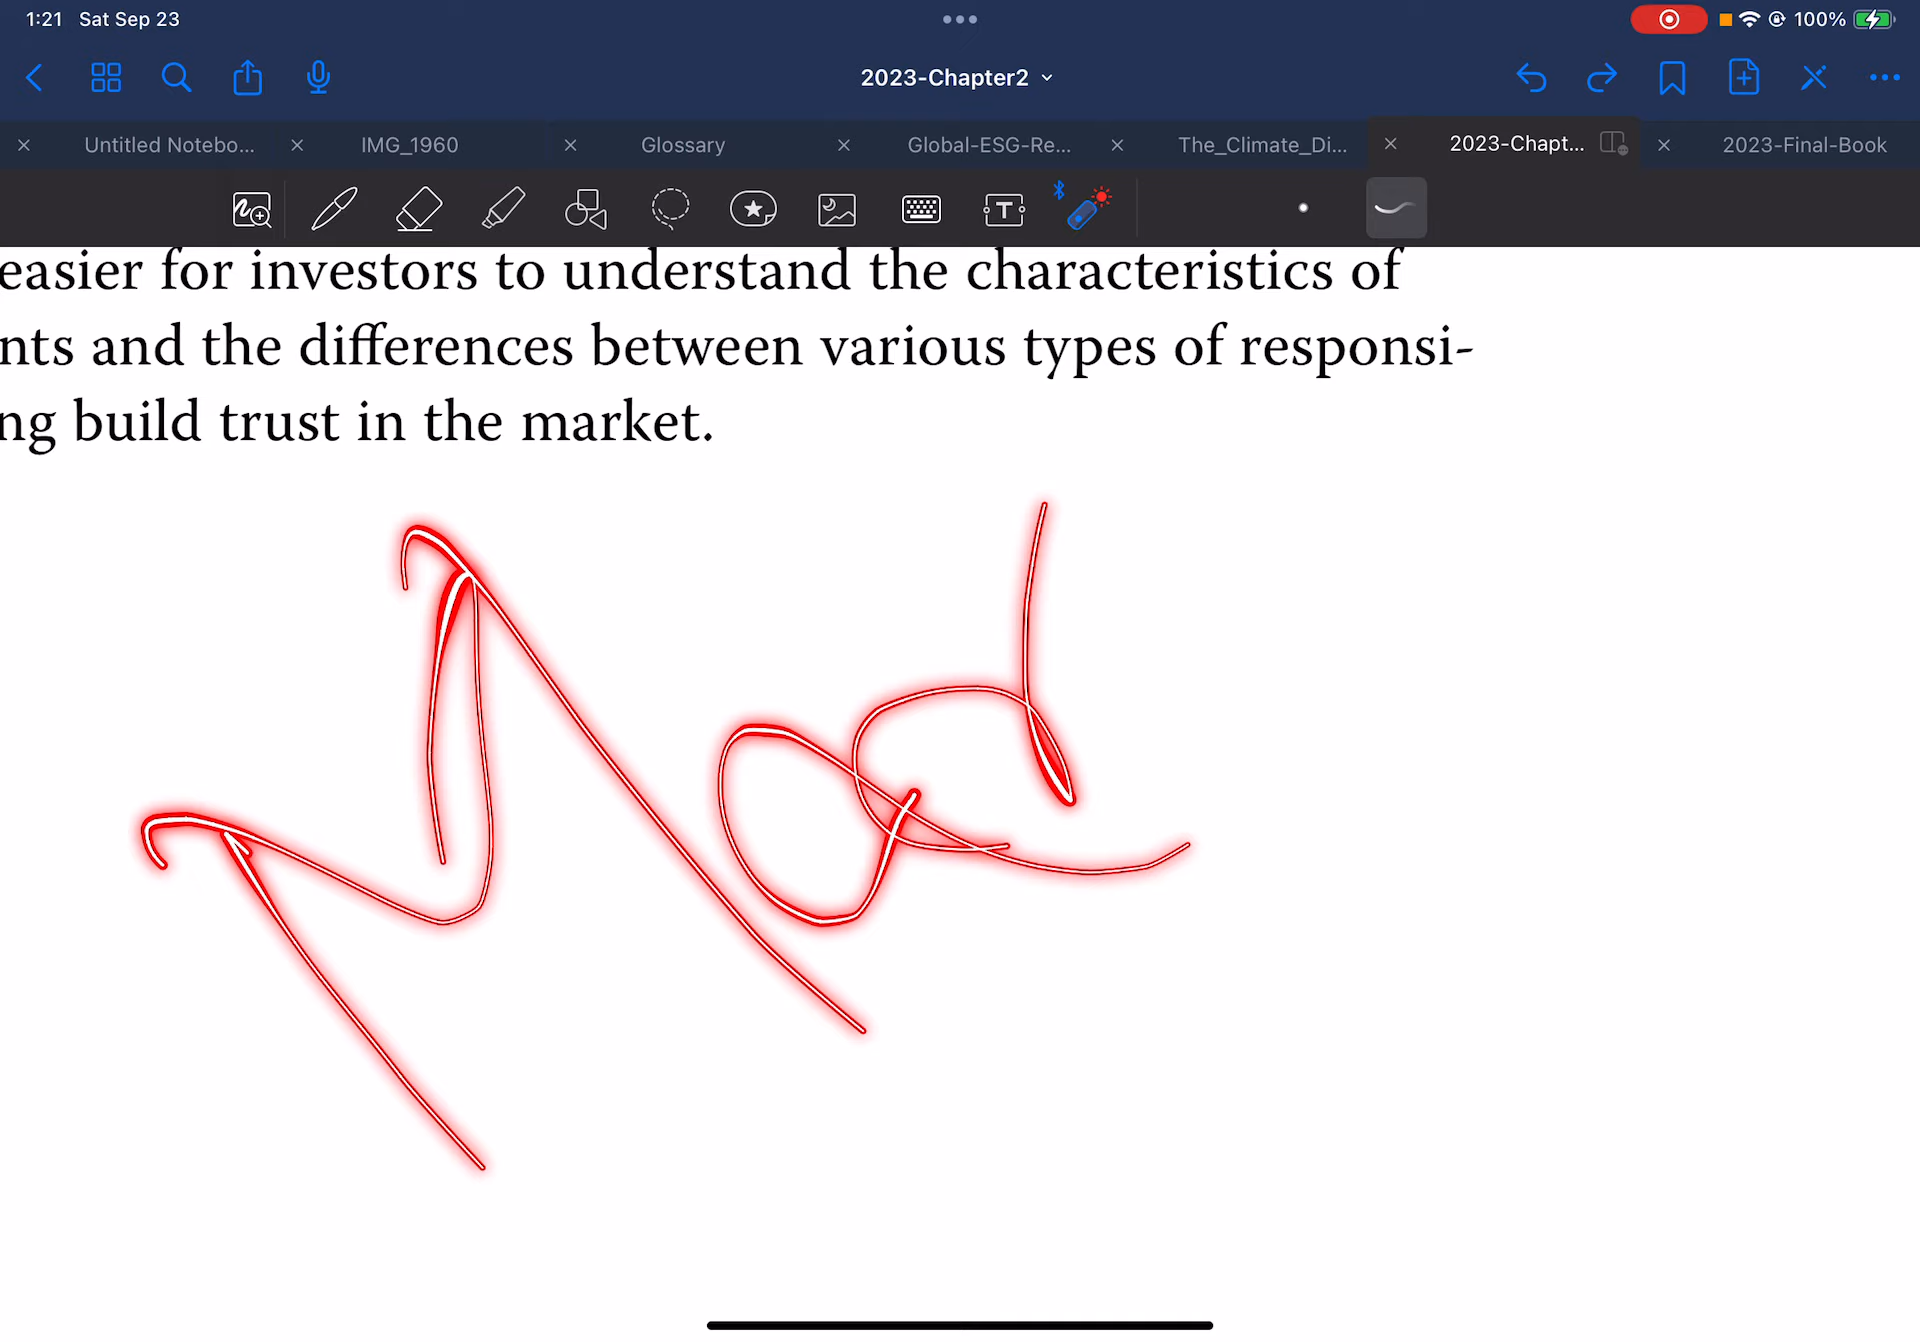 1:21 Sat Sep 23 100%
2023-Chapter2
Untitled Notebo... IMG_1960 Glossary Global-ESG-Re... The_Climate_Di... 2023-Chapt... 2023-Final-Book
easier for investors to understand the characteristics of
nts and the differences between various types of responsi-
ng build trust in the market.